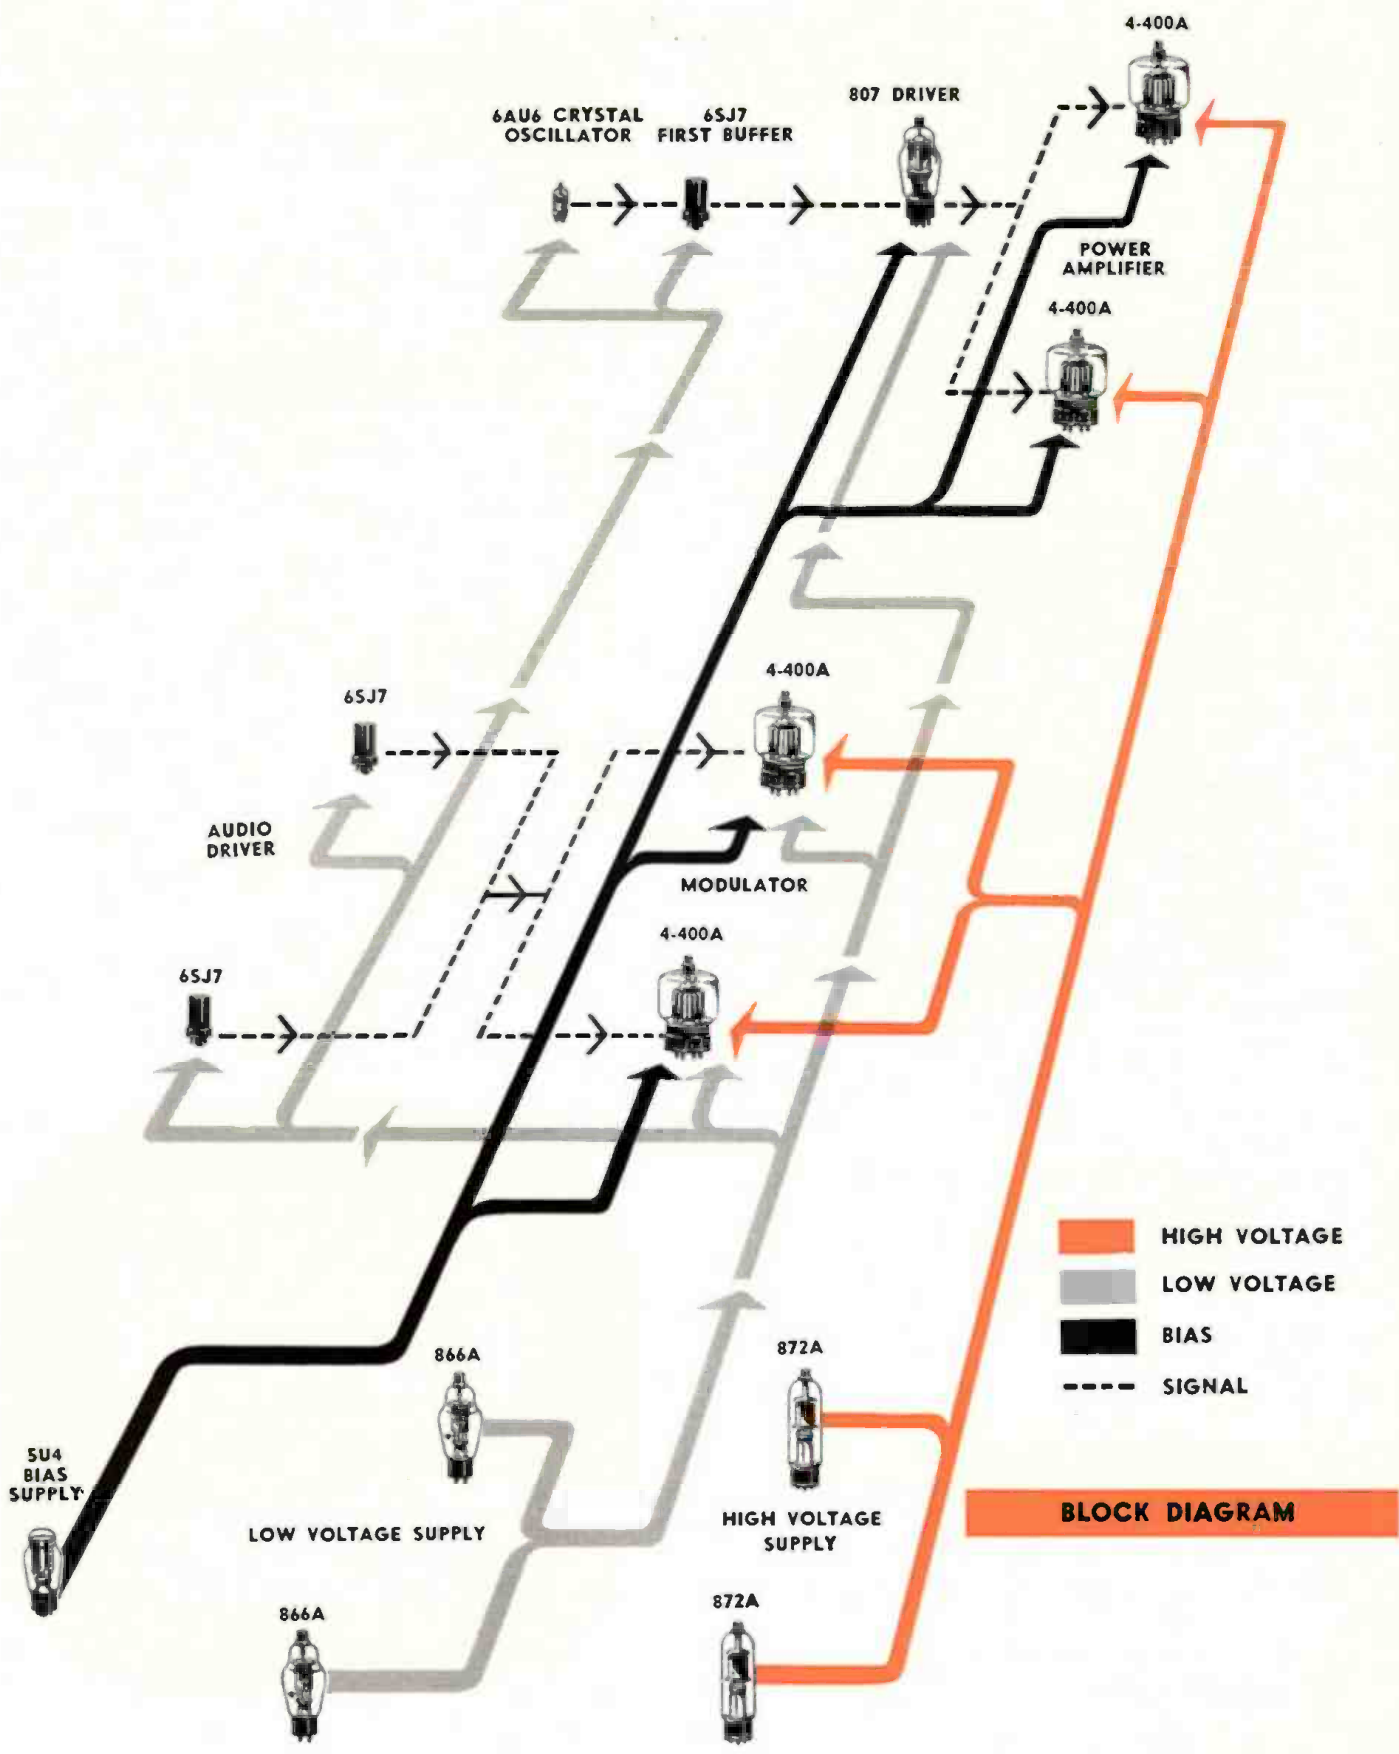 4-400A
807 DRIVER
6AU6 CRYSTAL
OSCILLATOR
6SJ7
FIRST BUFFER
POWER
AMPLIFIER
4-400A
4-400A
6SJ7
AUDIO
DRIVER
MODULATOR
4-400A
6SJ7
HIGH VOLTAGE
LOW VOLTAGE
BIAS
SIGNAL
866A
872A
5U4
BIAS
SUPPLY
LOW VOLTAGE SUPPLY
HIGH VOLTAGE
SUPPLY
BLOCK DIAGRAM
866A
872A